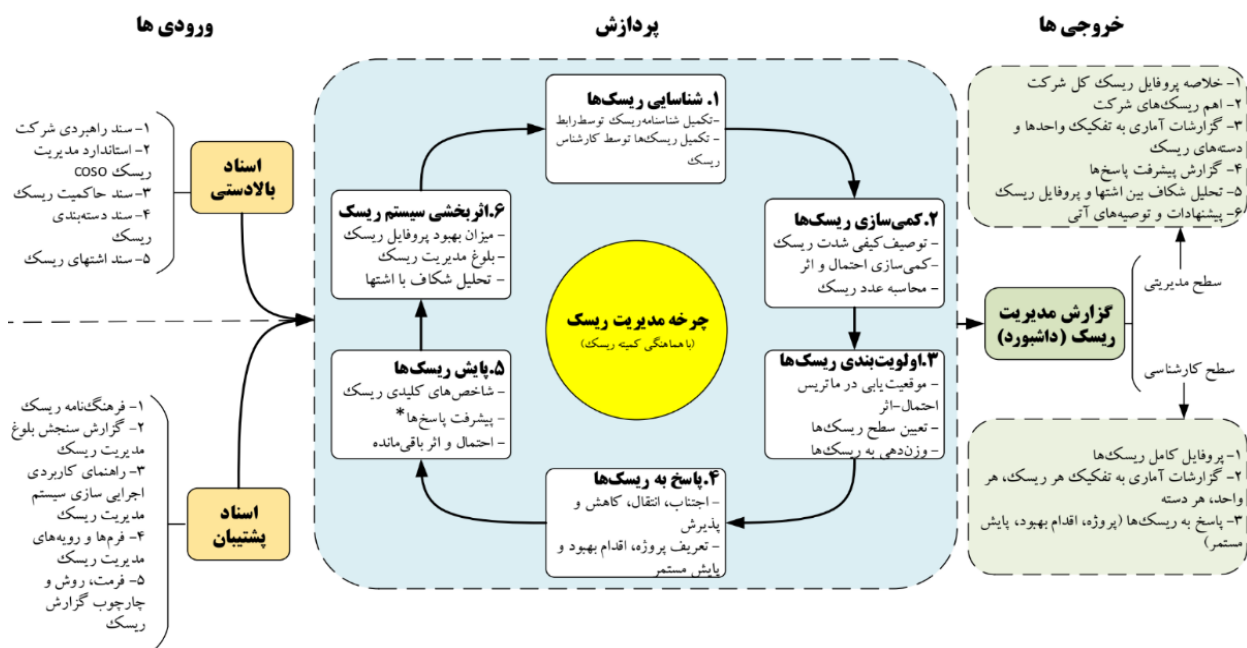 ورودی ها
پردازش
خروجی ها
اسناد
بالادستی
۱- سند راهبردی شرکت
۲- استاندارد مدیریت
ریسک coso
۳- سند حاکمیت ریسک
۴- سند دسته‌بندی
ریسک
۵- سند اشتهای ریسک
اسناد
پشتیبان
۱- فرهنگ‌نامه ریسک
۲- گزارش سنجش بلوغ
مدیریت ریسک
۳- راهنمای کاربردی
اجرایی سازی سیستم
مدیریت ریسک
۴- فرم‌ها و رویه‌های
مدیریت ریسک
۵- فرمت، روش و
چارچوب گزارش
ریسک
۱. شناسایی ریسک‌ها
-تکمیل شناسنامه‌ریسک توسط‌رابط
- تکمیل ریسک‌ها توسط کارشناس
ریسک
۲.کمی‌سازی ریسک‌ها
- توصیف‌کیفی شدت ریسک
-کمی‌سازی احتمال و اثر
- محاسبه عدد ریسک
۳.اولویت‌بندی ریسک‌ها
- موقعیت‌یابی در ماتریس
احتمال-اثر
- تعیین سطح ریسک‌ها
- وزن‌دهی به ریسک‌ها
۴.پاسخ به ریسک‌ها
- اجتناب، انتقال، کاهش و
پذیرش
- تعریف پروژه، اقدام بهبود و
پایش مستمر
۵.پایش ریسک‌ها
- شاخص‌های کلیدی ریسک
- پیشرفت پاسخ‌ها*
- احتمال و اثر باقی‌مانده
۶.اثربخشی سیستم ریسک
- میزان بهبود پروفایل ریسک
- بلوغ مدیریت ریسک
- تحلیل شکاف با اشتها
چرخه مدیریت ریسک
(با هماهنگی کمیته ریسک)
گزارش مدیریت
ریسک (داشبورد)
سطح مدیریتی
سطح کارشناسی
۱- خلاصه پروفایل ریسک کل شرکت
۲- اهم ریسک‌های شرکت
۳- گزارشات آماری به تفکیک واحدها و
دسته‌های ریسک
۴- گزارش پیشرفت پاسخ‌ها
۵- تحلیل شکاف بین اشتها و پروفایل ریسک
۶- پیشنهادات و توصیه‌های آتی
۱- پروفایل کامل ریسک‌ها
۲- گزارشات آماری به تفکیک هر ریسک، هر
واحد، هر دسته
۳- پاسخ به ریسک‌ها (پروژه، اقدام بهبود، پایش
مستمر)